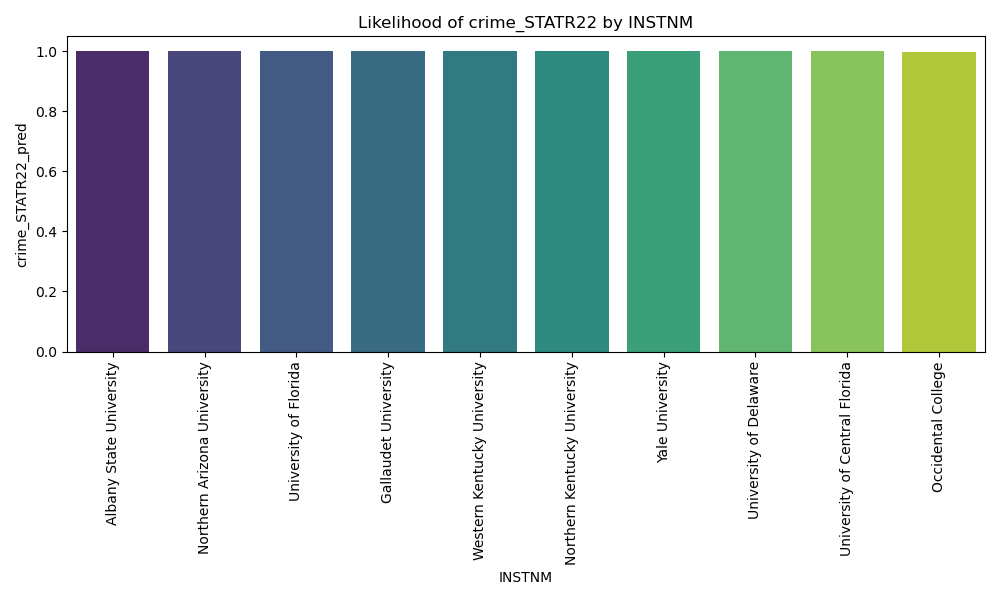 Likelihood of crime_STATR22 by INSTNM
crime_STATR22_pred
1.0
0.8
0.6
0.4
0.2
0.0
Albany State University
Northern Arizona University
University of Florida
Gallaudet University
Western Kentucky University
Northern Kentucky University
Yale University
University of Delaware
University of Central Florida
Occidental College
INSTNM